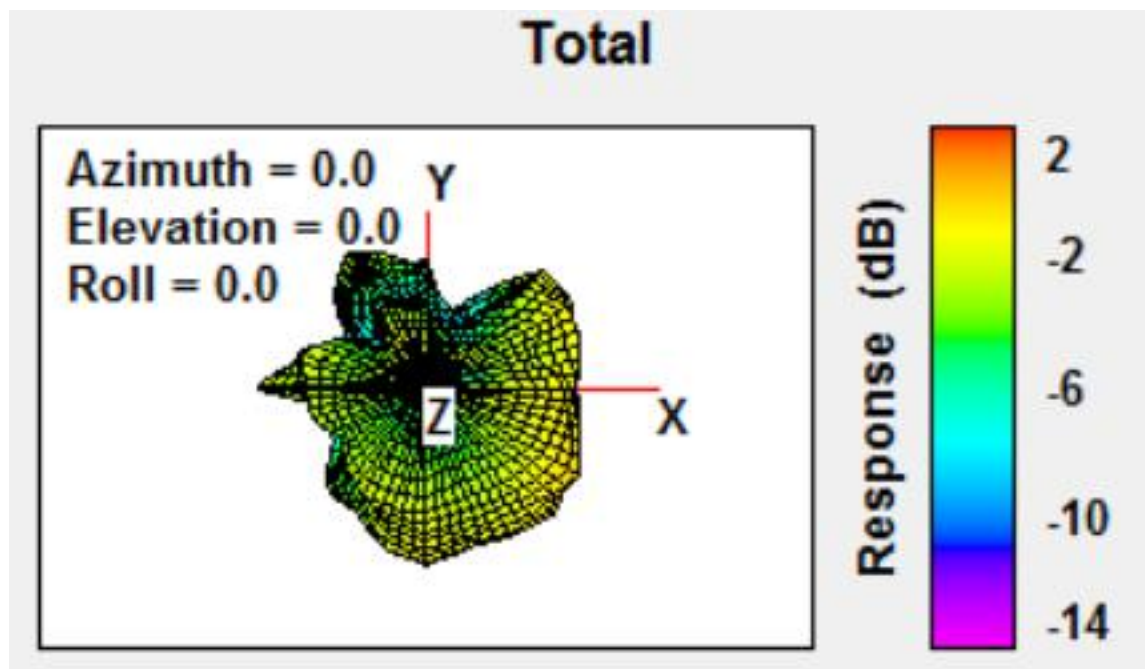 Total
Azimuth = 0.0
Elevation = 0.0
Roll = 0.0
Y
Z
X
Response (dB)
2
-2
-6
-10
-14